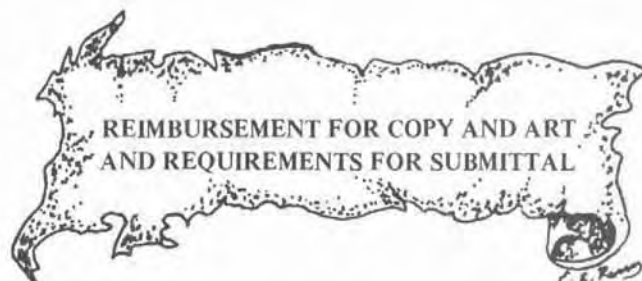 REIMBURSEMENT FOR COPY AND ART
AND REQUIREMENTS FOR SUBMITTAL